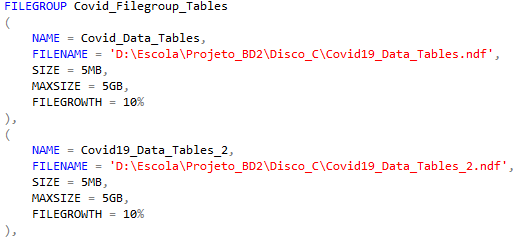 FILEGROUP Covid_Filegroup_Tables
(
NAME = Covid_Data_Tables,
FILENAME = 'D:\Escola\Projeto_BD2\Disco_C\Covid19_Data_Tables.ndf',
SIZE = 5MB,
MAXSIZE = 5GB,
FILEGROWTH = 10%
),
(
NAME = Covid19_Data_Tables_2,
FILENAME = 'D:\Escola\Projeto_BD2\Disco_C\Covid19_Data_Tables_2.ndf',
SIZE = 5MB,
MAXSIZE = 5GB,
FILEGROWTH = 10%
),